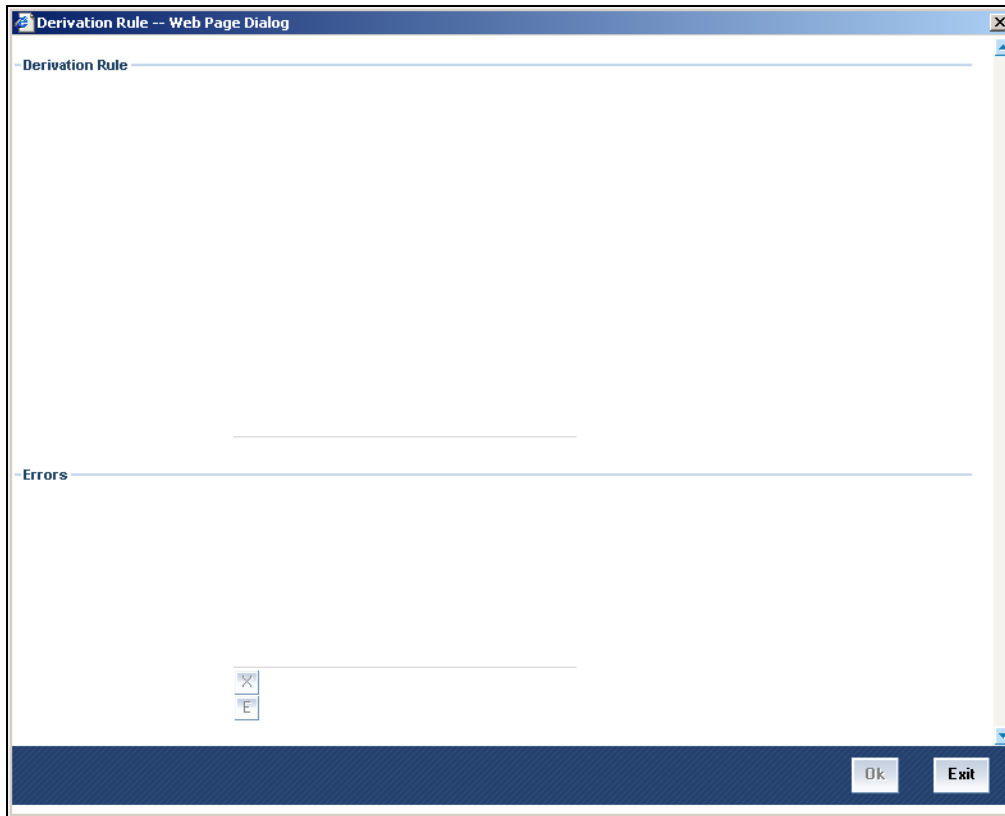 Derivation Rule -- Web Page Dialog
Derivation Rule
Errors
X
E
Ok Exit